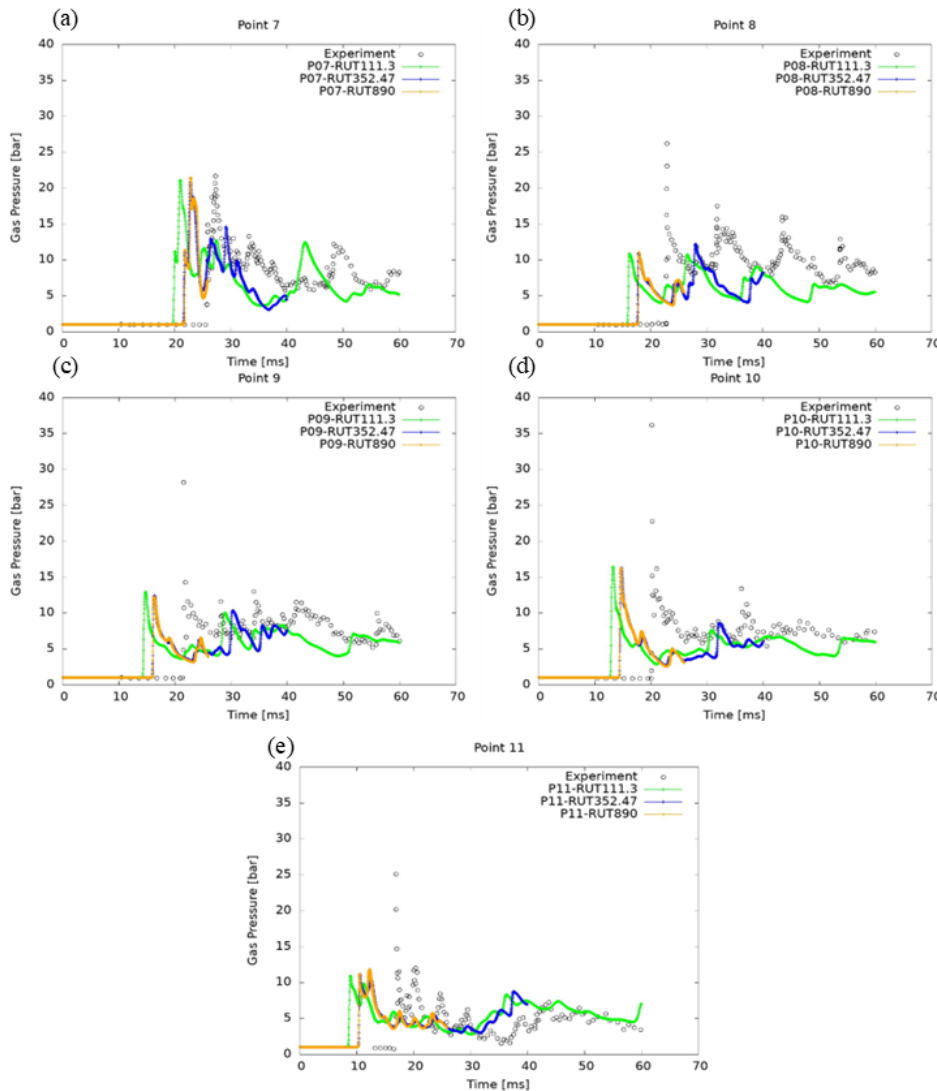 (a)
Point 7
Gas Pressure [bar]
40
35
30
25
20
15
10
5
0
Experiment
P07-RUT111.3
P07-RUT352.47
P07-RUT890
0 10 20 30 40 50 60 70
Time [ms]
(b)
Point 8
Gas Pressure [bar]
40
35
30
25
20
15
10
5
0
Experiment
P08-RUT111.3
P08-RUT352.47
P08-RUT890
0 10 20 30 40 50 60 70
Time [ms]
(c)
Point 9
Gas Pressure [bar]
40
35
30
25
20
15
10
5
0
Experiment
P09-RUT111.3
P09-RUT352.47
P09-RUT890
0 10 20 30 40 50 60 70
Time [ms]
(d)
Point 10
Gas Pressure [bar]
40
35
30
25
20
15
10
5
0
Experiment
P10-RUT111.3
P10-RUT352.47
P10-RUT890
0 10 20 30 40 50 60 70
Time [ms]
(e)
Point 11
Gas Pressure [bar]
40
35
30
25
20
15
10
5
0
Experiment
P11-RUT111.3
P11-RUT352.47
P11-RUT890
0 10 20 30 40 50 60 70
Time [ms]